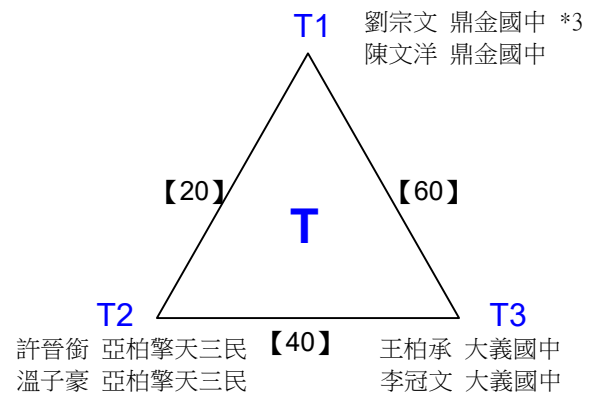 T1
劉宗文 鼎金國中 *3
陳文洋 鼎金國中
【20】
【60】
T
T2
許晉銜 亞柏擎天三民
溫子豪 亞柏擎天三民
【40】
T3
王柏承 大義國中
李冠文 大義國中